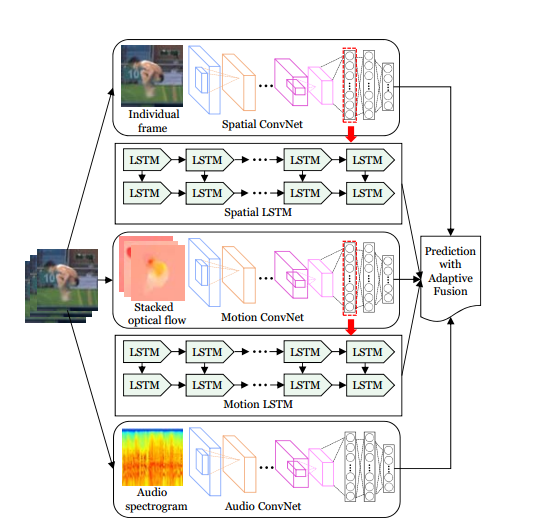 Individual
frame
Spatial ConvNet
LSTM LSTM LSTM LSTM
LSTM LSTM LSTM LSTM
Spatial LSTM
Stacked
optical flow
Motion ConvNet
Prediction
with
Adaptive
Fusion
LSTM LSTM LSTM LSTM
LSTM LSTM LSTM LSTM
Motion LSTM
Audio
spectrogram
Audio ConvNet